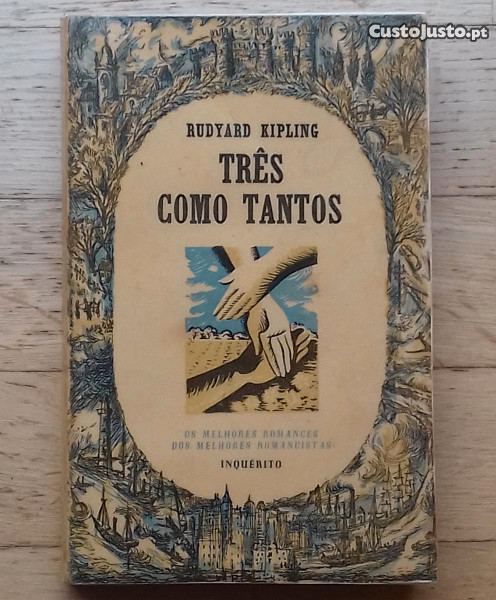 CustoJusto.pt
RUDYARD KIPLING
TRÊS
COMO TANTOS
OS MELHORES ROMANCES
DOS MELHORES ROMANCISTAS
INQUÉRITO